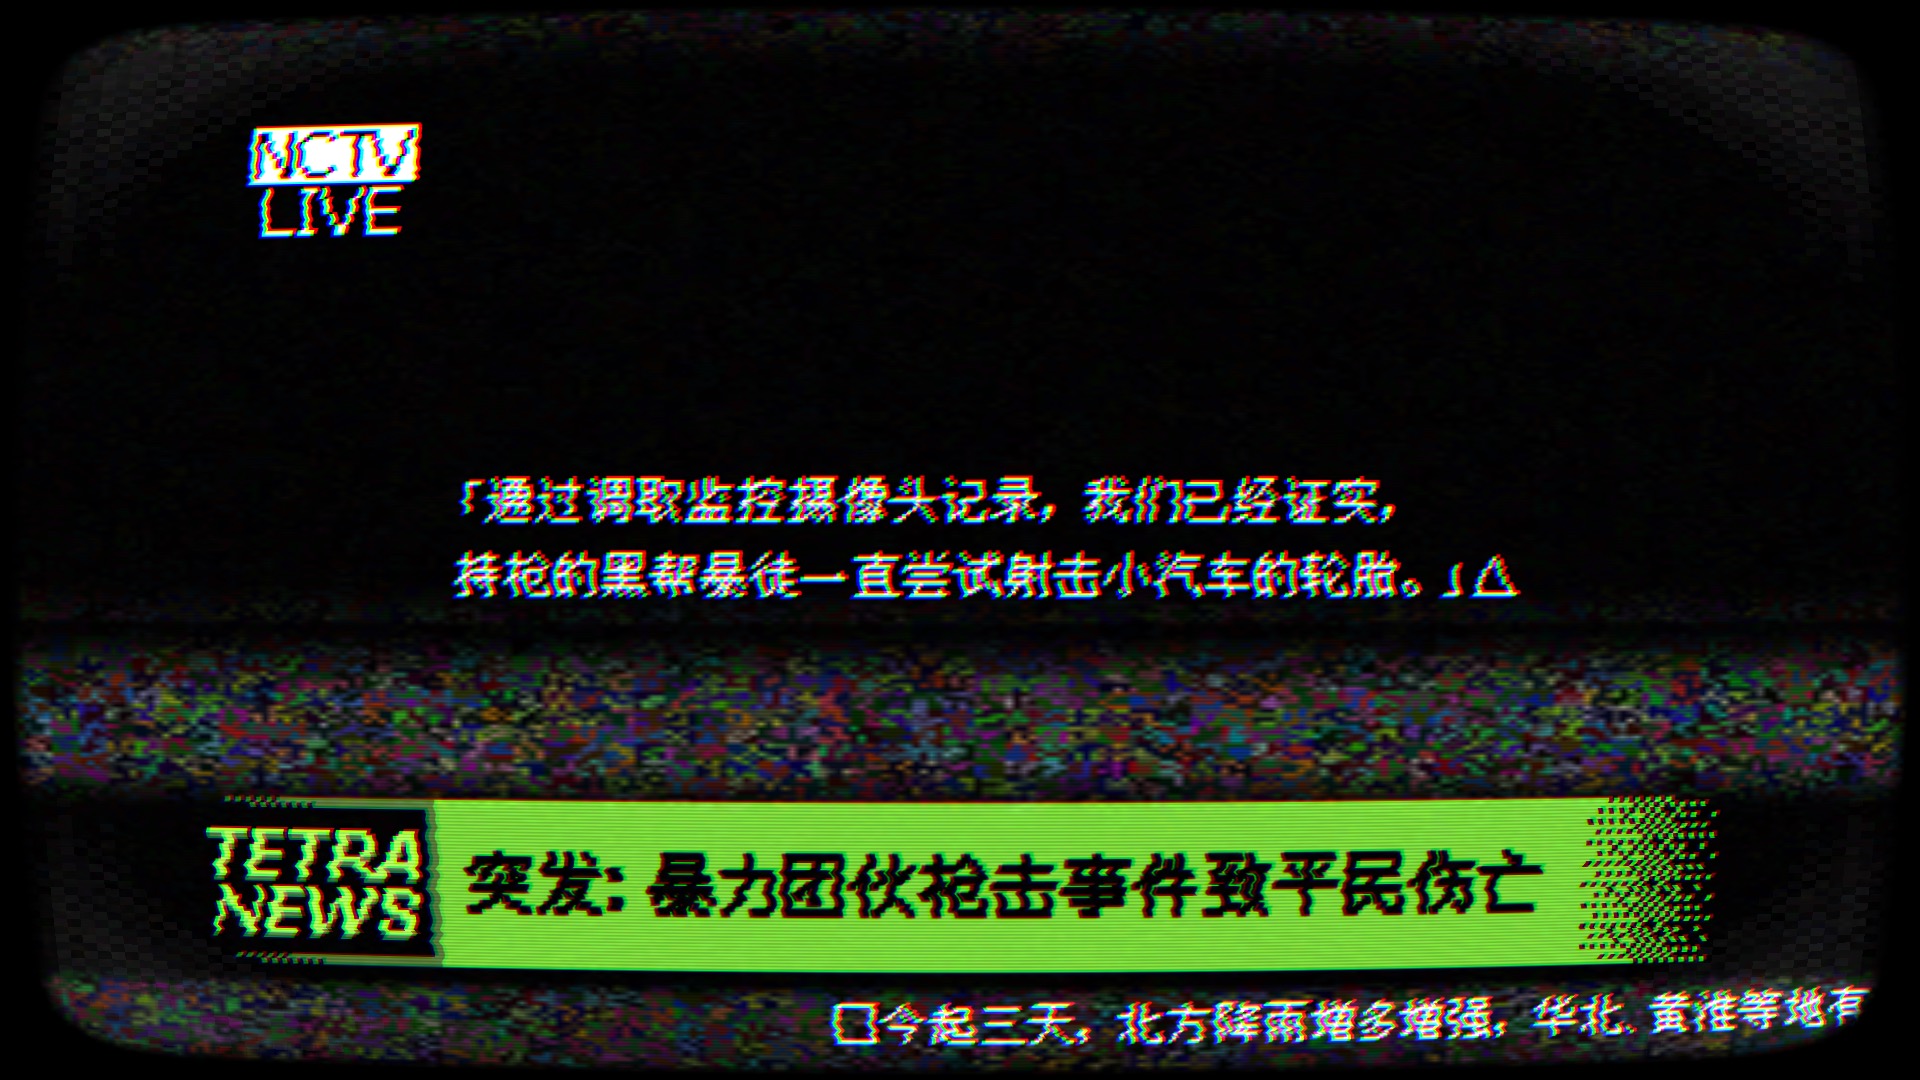 NCTV
LIVE
「通过调取监控摄像头记录，我们已经证实，
持枪的黑帮暴徒一直尝试射击小汽车的轮胎。」△
TETRA
NEWS
突发：暴力团伙枪击事件致平民伤亡
□今起三天，北方降雨增多增强，华北、黄淮等地有